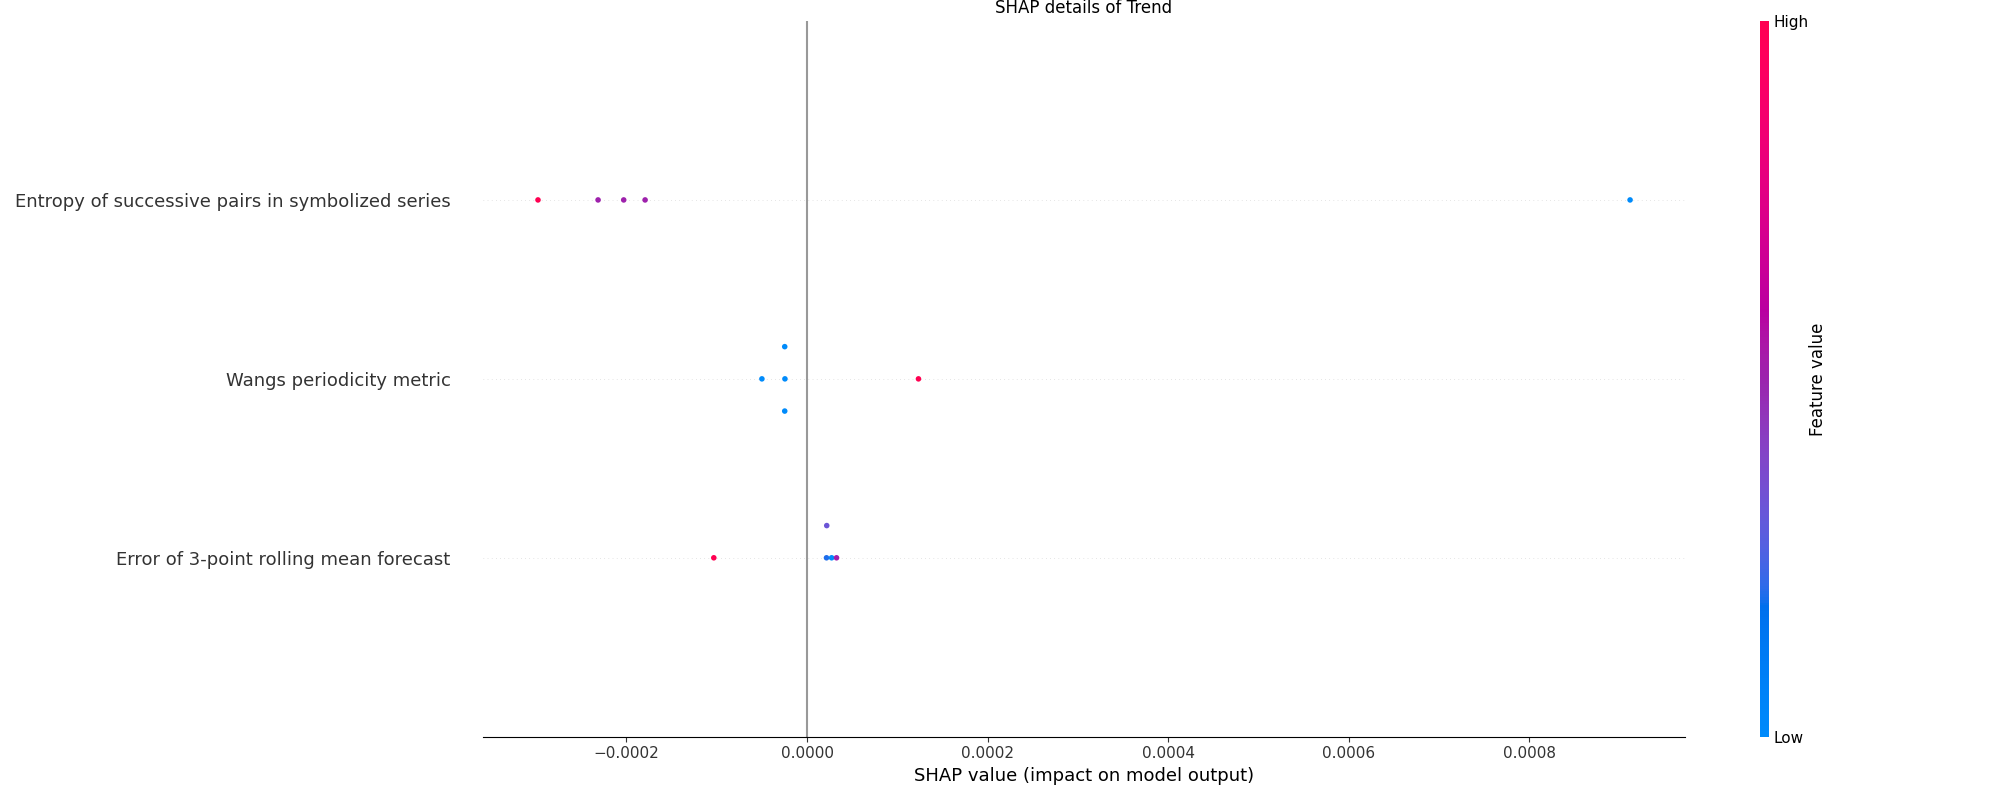 SHAP details of Trend
High
Entropy of successive pairs in symbolized series
Wangs periodicity metric
Error of 3-point rolling mean forecast
Feature value
Low
−0.0002 0.0000 0.0002 0.0004 0.0006 0.0008
SHAP value (impact on model output)